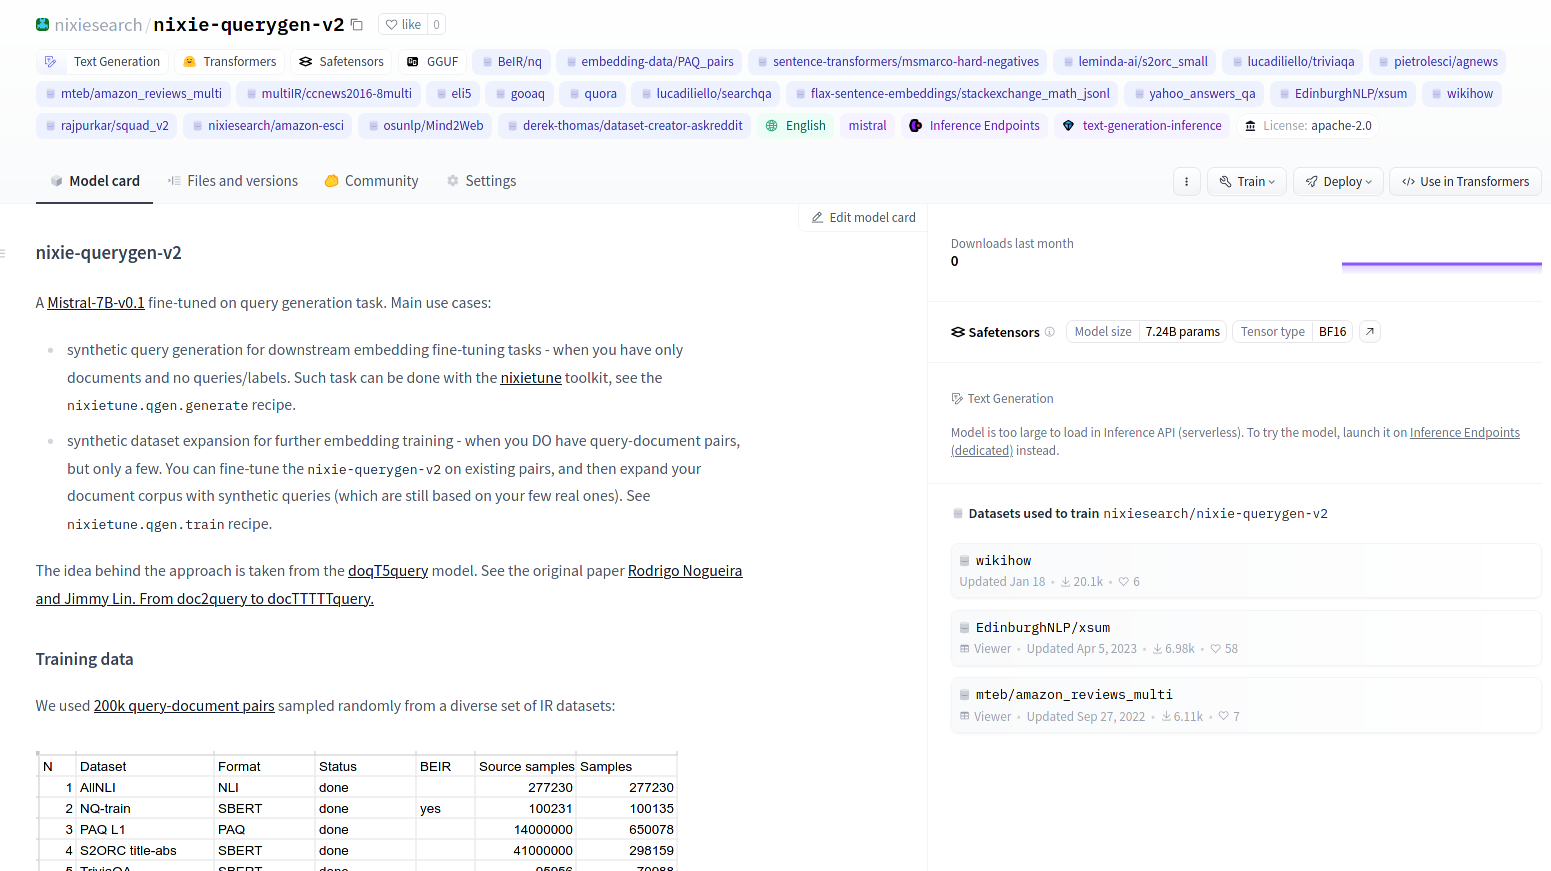 nixiesearch/nixie-querygen-v2 like 0
Text Generation Transformers Safetensors GGUF BeIR/nq embedding-data/PAQ_pairs sentence-transformers/msmarco-hard-negatives leminda-ai/s2orc_small lucadiliello/triviaqa pietrolesci/agnews
mteb/amazon_reviews_multi multiIR/ccnews2016-8multi eli5 gooaq quora lucadiliello/searchqa flax-sentence-embeddings/stackexchange_math_jsonl yahoo_answers_qa EdinburghNLP/xsum wikihow
rajpurkar/squad_v2 nixiesearch/amazon-esci osunlp/Mind2Web derek-thomas/dataset-creator-askreddit English mistral Inference Endpoints text-generation-inference License: apache-2.0
Model card Files and versions Community Settings Train Deploy </> Use in Transformers
Edit model card
nixie-querygen-v2
A Mistral-7B-v0.1 fine-tuned on query generation task. Main use cases:
synthetic query generation for downstream embedding fine-tuning tasks - when you have only
documents and no queries/labels. Such task can be done with the nixietune toolkit, see the
nixietune.qgen.generate recipe.
synthetic dataset expansion for further embedding training - when you DO have query-document pairs,
but only a few. You can fine-tune the nixie-querygen-v2 on existing pairs, and then expand your
document corpus with synthetic queries (which are still based on your few real ones). See
nixietune.qgen.train recipe.
The idea behind the approach is taken from the doqT5query model. See the original paper Rodrigo Nogueira
and Jimmy Lin. From doc2query to docTTTTTquery.
Training data
We used 200k query-document pairs sampled randomly from a diverse set of IR datasets:
N Dataset Format Status BEIR Source samples Samples
1 AllNLI NLI done 277230 277230
2 NQ-train SBERT done yes 100231 100135
3 PAQ L1 PAQ done 14000000 650078
4 S2ORC title-abs SBERT done 41000000 298159
Downloads last month
0
Safetensors Model size 7.24B params Tensor type BF16
Text Generation
Model is too large to load in Inference API (serverless). To try the model, launch it on Inference Endpoints
(dedicated) instead.
Datasets used to train nixiesearch/nixie-querygen-v2
wikihow
Updated Jan 18 • 20.1k • 6
EdinburghNLP/xsum
Viewer • Updated Apr 5, 2023 • 6.98k • 58
mteb/amazon_reviews_multi
Viewer • Updated Sep 27, 2022 • 6.11k • 7